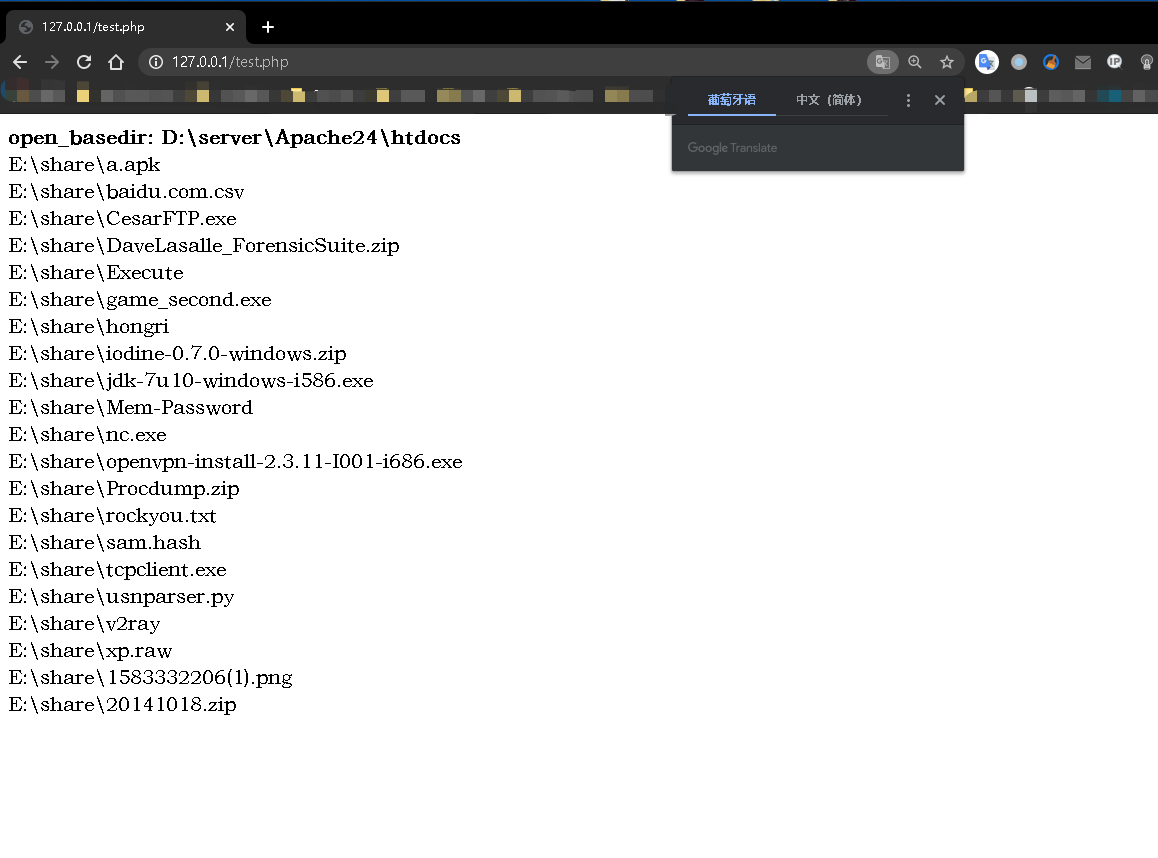 127.0.0.1/test.php
127.0.0.1/test.php
IP
葡萄牙语 中文（简体）
Google Translate
open_basedir: D:\server\Apache24\htdocs
E:\share\a.apk
E:\share\baidu.com.csv
E:\share\CesarFTP.exe
E:\share\DaveLasalle_ForensicSuite.zip
E:\share\Execute
E:\share\game_second.exe
E:\share\hongri
E:\share\iodine-0.7.0-windows.zip
E:\share\jdk-7u10-windows-i586.exe
E:\share\Mem-Password
E:\share\nc.exe
E:\share\openvpn-install-2.3.11-I001-i686.exe
E:\share\Procdump.zip
E:\share\rockyou.txt
E:\share\sam.hash
E:\share\tcpclient.exe
E:\share\usnparser.py
E:\share\v2ray
E:\share\xp.raw
E:\share\1583332206(1).png
E:\share\20141018.zip